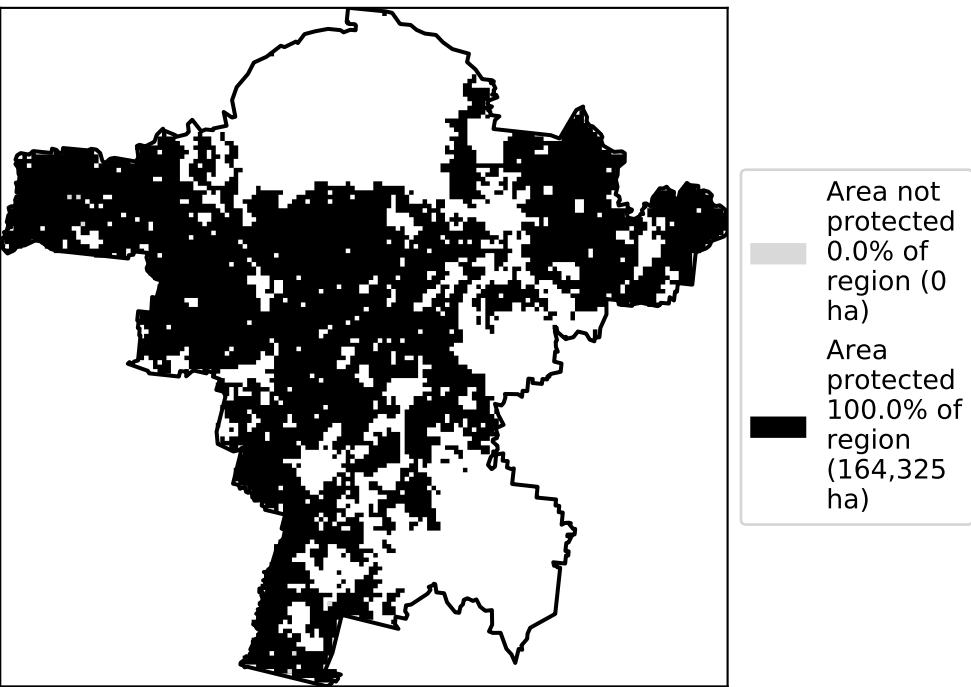 Area not
protected
0.0% of
region (0
ha)
Area
protected
100.0% of
region
(164,325
ha)